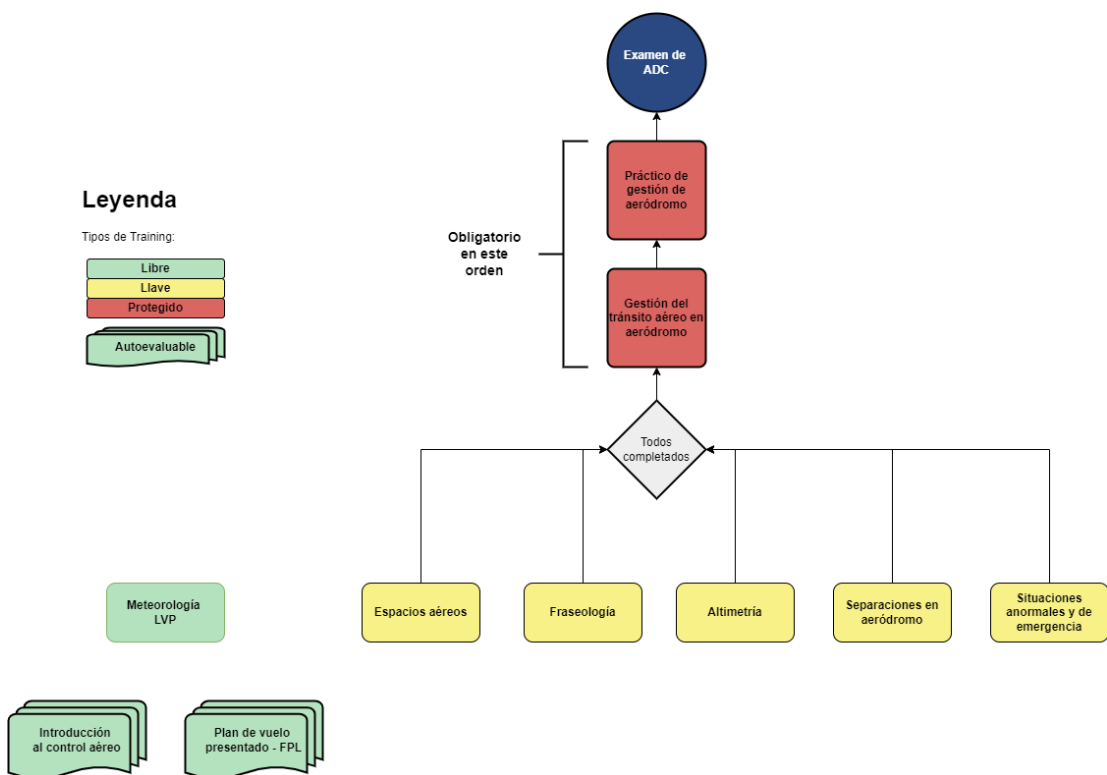 Examen de
ADC
Práctico de
gestión de
aeródromo
Leyenda
Tipos de Training:
Obligatorio
en este
orden
Libre
Llave
Protegido
Gestión del
tránsito aéreo en
aeródromo
Autoevaluable
Todos
completados
Meteorología
LVP
Espacios aéreos
Fraseología
Altimetría
Separaciones en
aeródromo
Situaciones
anormales y de
emergencia
Introducción
al control aéreo
Plan de vuelo
presentado - FPL